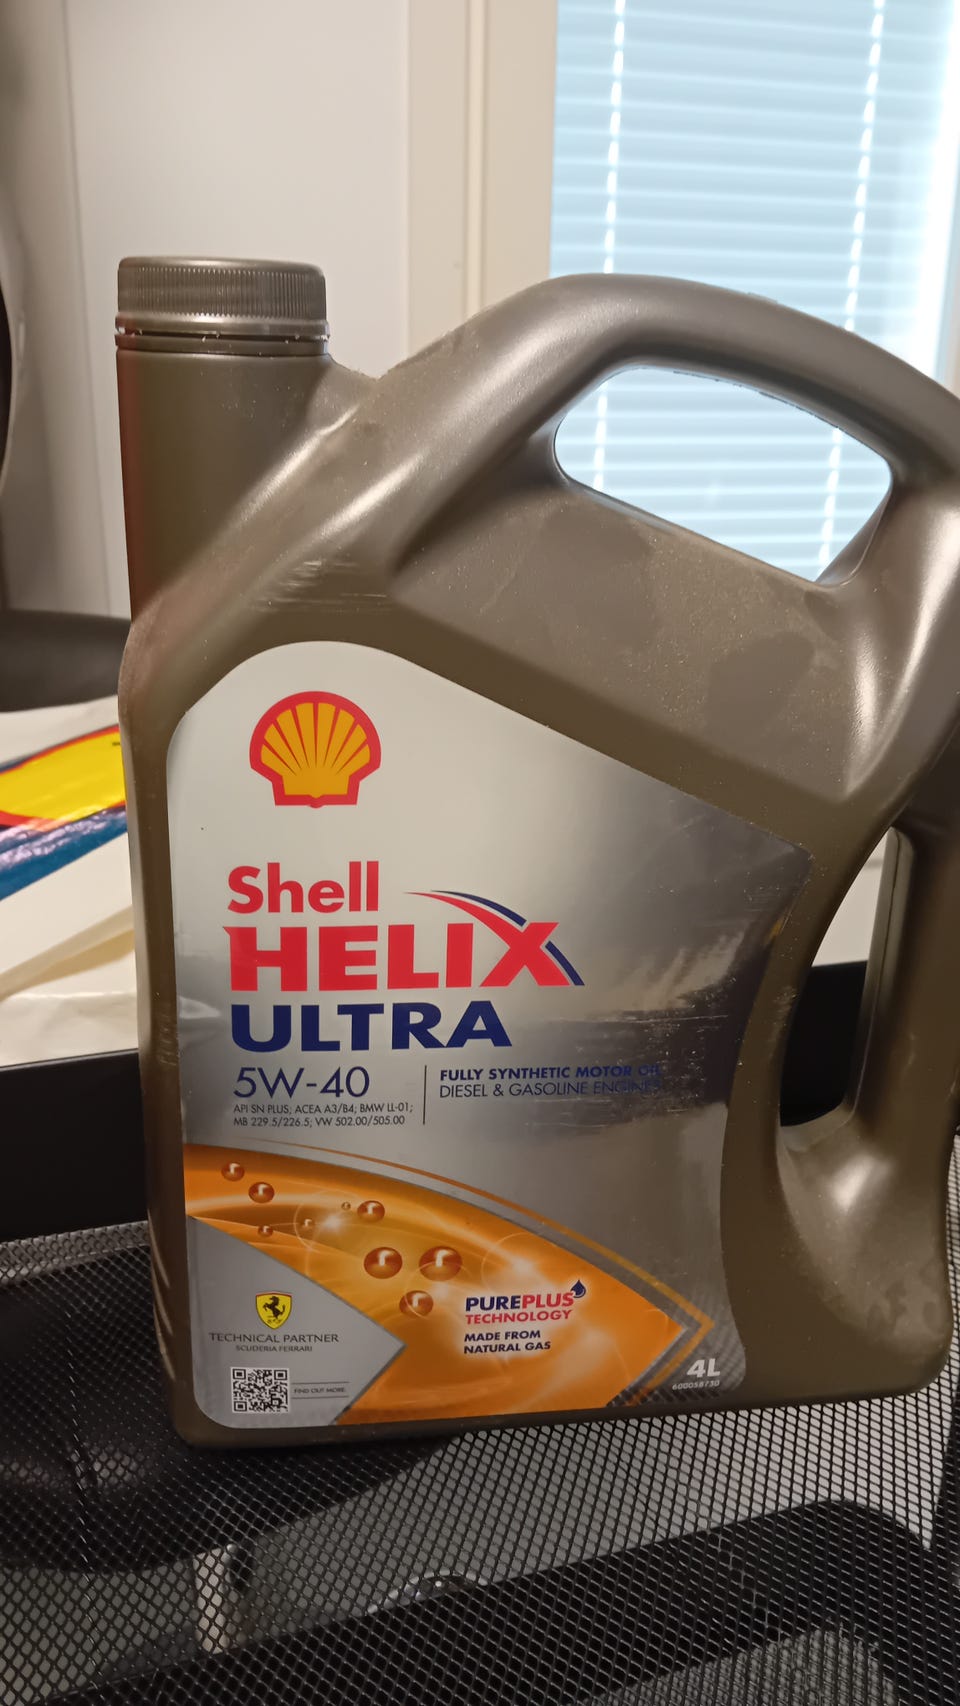 Shell
HELIX
ULTRA
5W-40
API SN PLUS; ACEA A3/B4; BMW LL-01;
MB 229.5/226.5; VW 502.00/505.00
FULLY SYNTHETIC MOTOR OIL
DIESEL & GASOLINE ENGINES
PUREPLUS
TECHNOLOGY
MADE FROM
NATURAL GAS
TECHNICAL PARTNER
SCUDERIA FERRARI
FIND OUT MORE:
4L
600058730